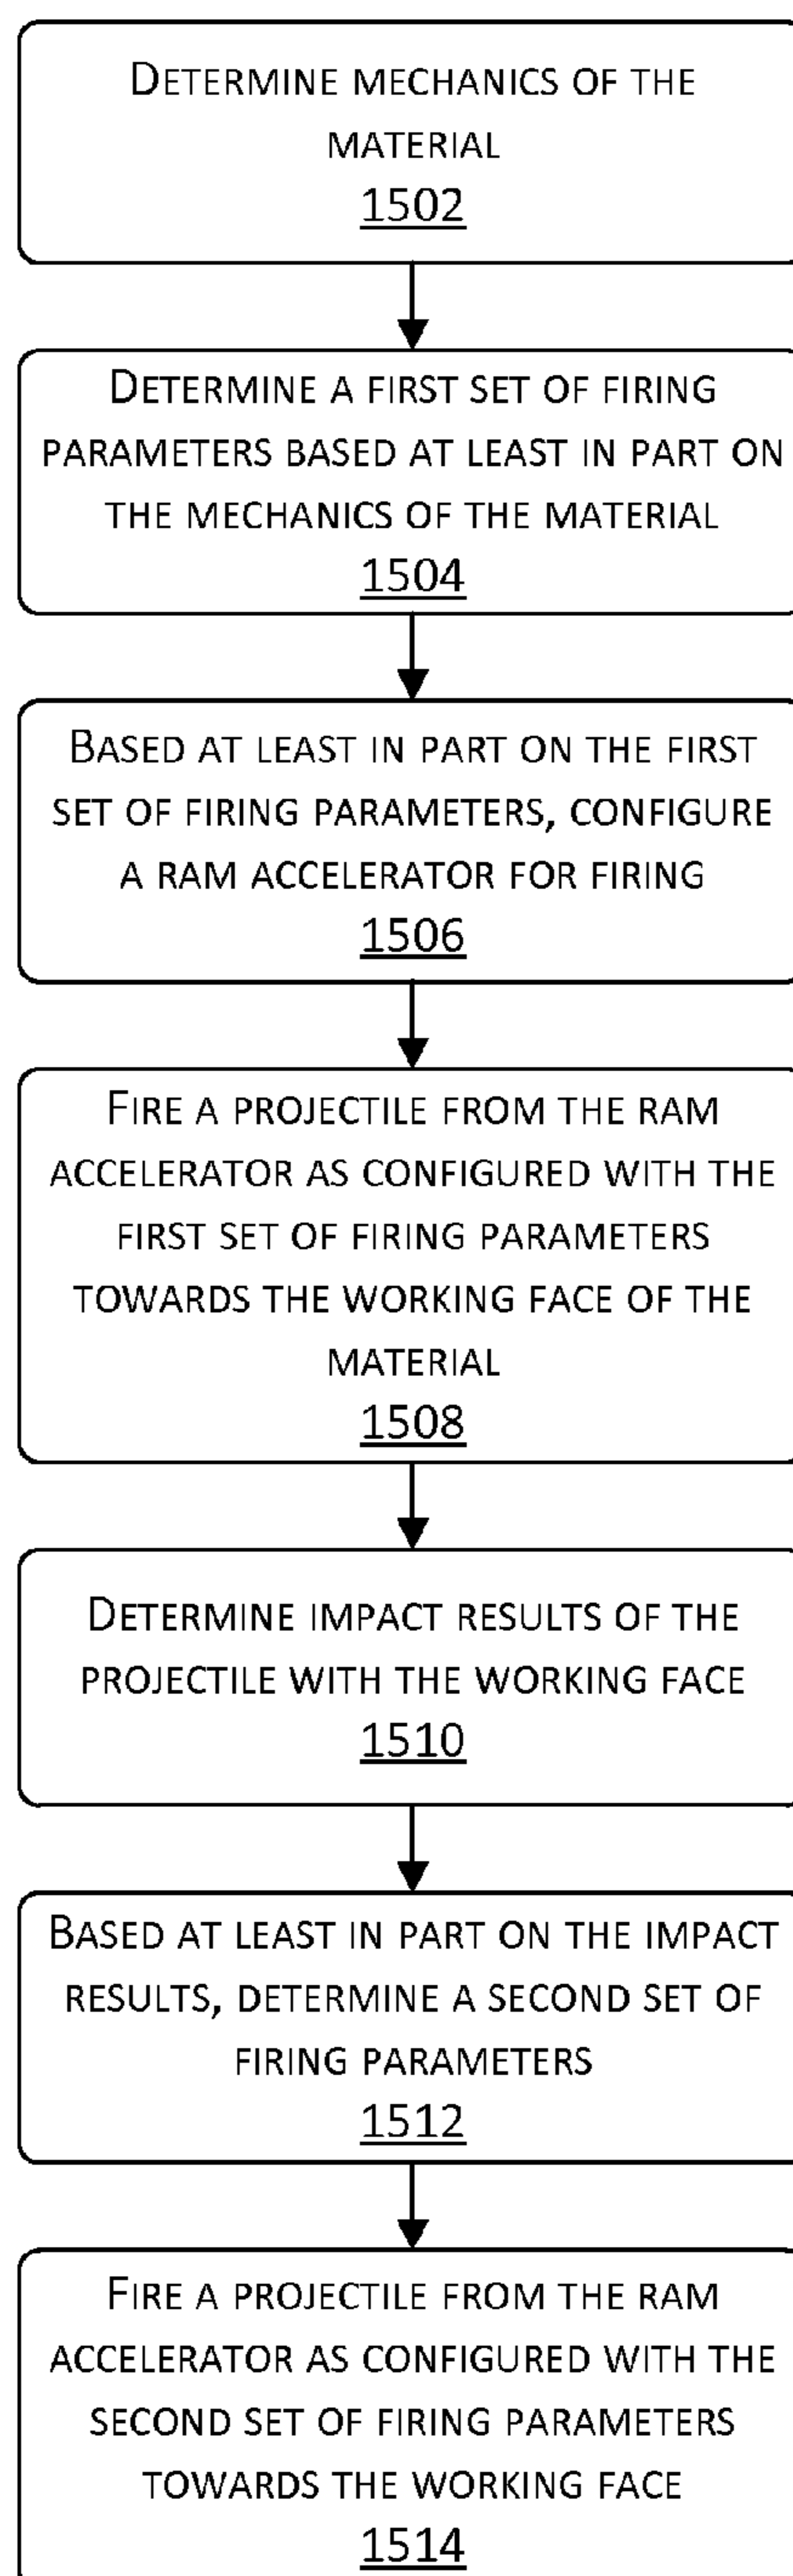 DETERMINE MECHANICS OF THE
MATERIAL
1502
DETERMINE A FIRST SET OF FIRING
PARAMETERS BASED AT LEAST IN PART ON
THE MECHANICS OF THE MATERIAL
1504
BASED AT LEAST IN PART ON THE FIRST
SET OF FIRING PARAMETERS, CONFIGURE
A RAM ACCELERATOR FOR FIRING
1506
FIRE A PROJECTILE FROM THE RAM
ACCELERATOR AS CONFIGURED WITH THE
FIRST SET OF FIRING PARAMETERS
TOWARDS THE WORKING FACE OF THE
MATERIAL
1508
DETERMINE IMPACT RESULTS OF THE
PROJECTILE WITH THE WORKING FACE
1510
BASED AT LEAST IN PART ON THE IMPACT
RESULTS, DETERMINE A SECOND SET OF
FIRING PARAMETERS
1512
FIRE A PROJECTILE FROM THE RAM
ACCELERATOR AS CONFIGURED WITH THE
SECOND SET OF FIRING PARAMETERS
TOWARDS THE WORKING FACE
1514